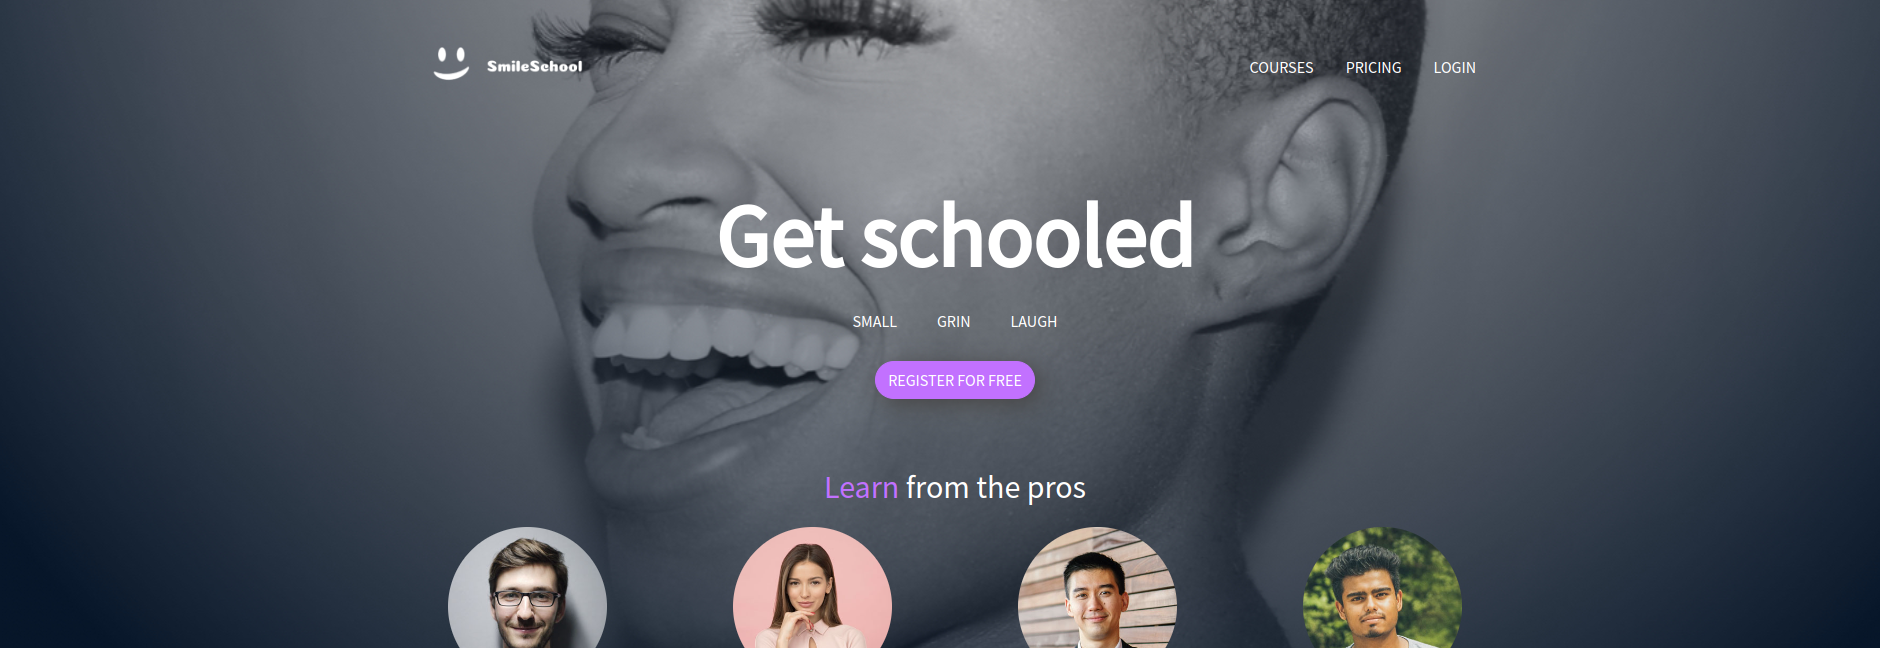 SmileSchool
COURSES PRICING LOGIN
Get schooled
SMALL GRIN LAUGH
REGISTER FOR FREE
Learn from the pros